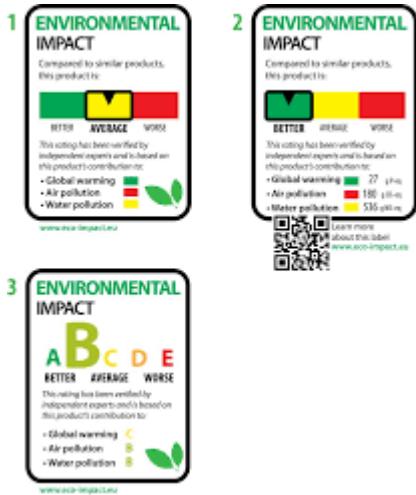 1
ENVIRONMENTAL
IMPACT
Compared to similar products,
this product is:
BETTER AVERAGE WORSE
This rating has been verified by
independent experts and is based on
this product's contribution to:
• Global warming
• Air pollution
• Water pollution
www.eco-impact.eu
2
ENVIRONMENTAL
IMPACT
Compared to similar products,
this product is:
BETTER AVERAGE WORSE
This rating has been verified by
independent experts and is based on
this product's contribution to:
• Global warming 27
• Air pollution 180
• Water pollution 536
Learn more
about this label
www.eco-impact.eu
3
ENVIRONMENTAL
IMPACT
A B C D E
BETTER AVERAGE WORSE
This rating has been verified by
independent experts and is based on
this product's contribution to:
• Global warming C
• Air pollution B
• Water pollution B
www.eco-impact.eu